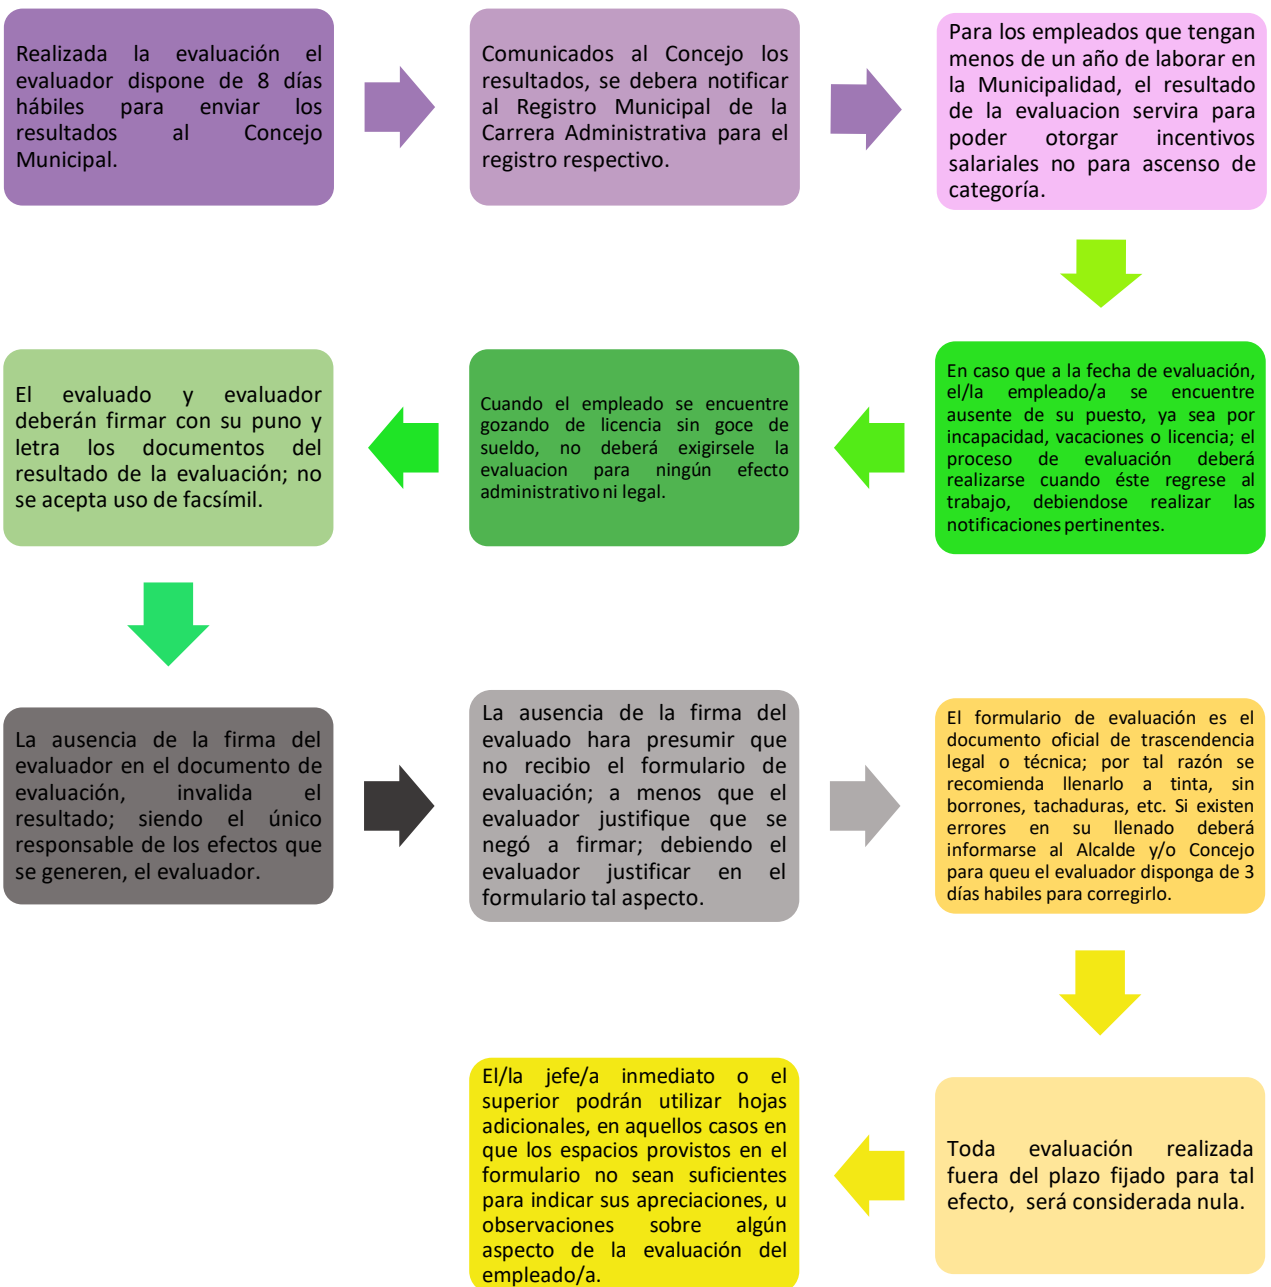 Realizada la evaluación el
evaluador dispone de 8 días
hábiles para enviar los
resultados al Concejo
Municipal.
Comunicados al Concejo los
resultados, se debera notificar
al Registro Municipal de la
Carrera Administrativa para el
registro respectivo.
Para los empleados que tengan
menos de un año de laborar en
la Municipalidad, el resultado
de la evaluacion servira para
poder otorgar incentivos
salariales no para ascenso de
categoría.
En caso que a la fecha de evaluación,
el/la empleado/a se encuentre
ausente de su puesto, ya sea por
incapacidad, vacaciones o licencia; el
proceso de evaluación deberá
realizarse cuando éste regrese al
trabajo, debiendose realizar las
notificaciones pertinentes.
Cuando el empleado se encuentre
gozando de licencia sin goce de
sueldo, no deberá exigirsele la
evaluacion para ningún efecto
administrativo ni legal.
El evaluado y evaluador
deberán firmar con su puno y
letra los documentos del
resultado de la evaluación; no
se acepta uso de facsímil.
La ausencia de la firma del
evaluador en el documento de
evaluación, invalida el
resultado; siendo el único
responsable de los efectos que
se generen, el evaluador.
La ausencia de la firma del
evaluado hara presumir que
no recibio el formulario de
evaluación; a menos que el
evaluador justifique que se
negó a firmar; debiendo el
evaluador justificar en el
formulario tal aspecto.
El formulario de evaluación es el
documento oficial de trascendencia
legal o técnica; por tal razón se
recomienda llenarlo a tinta, sin
borrones, tachaduras, etc. Si existen
errores en su llenado deberá
informarse al Alcalde y/o Concejo
para queu el evaluador disponga de 3
días habiles para corregirlo.
Toda evaluación realizada
fuera del plazo fijado para tal
efecto, será considerada nula.
El/la jefe/a inmediato o el
superior podrán utilizar hojas
adicionales, en aquellos casos en
que los espacios provistos en el
formulario no sean suficientes
para indicar sus apreciaciones, u
observaciones sobre algún
aspecto de la evaluación del
empleado/a.